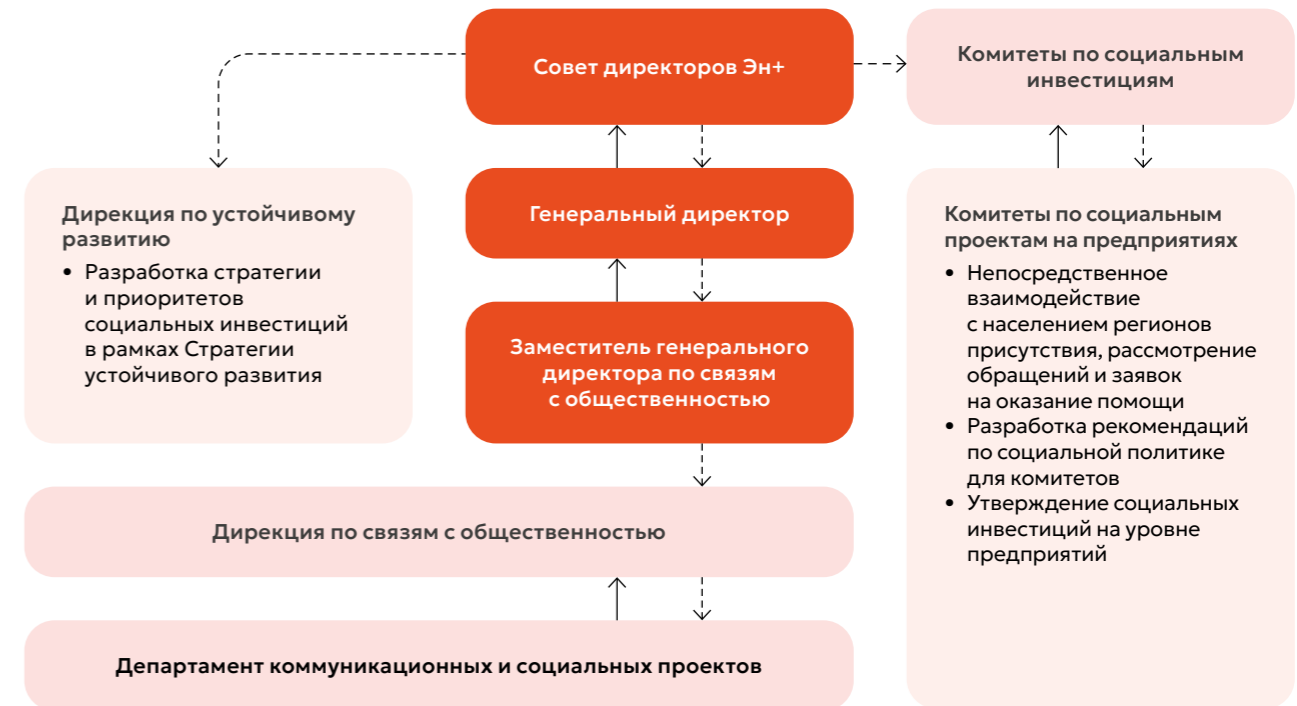 Совет директоров Эн+
Комитеты по социальным
инвестициям
Дирекция по устойчивому
развитию
• Разработка стратегии
и приоритетов
социальных инвестиций
в рамках Стратегии
устойчивого развития
Генеральный директор
Заместитель генерального
директора по связям
с общественностью
Комитеты по социальным
проектам на предприятиях
• Непосредственное
взаимодействие
с населением регионов
присутствия, рассмотрение
обращений и заявок
на оказание помощи
• Разработка рекомендаций
по социальной политике
для комитетов
• Утверждение социальных
инвестиций на уровне
предприятий
Дирекция по связям с общественностью
Департамент коммуникационных и социальных проектов